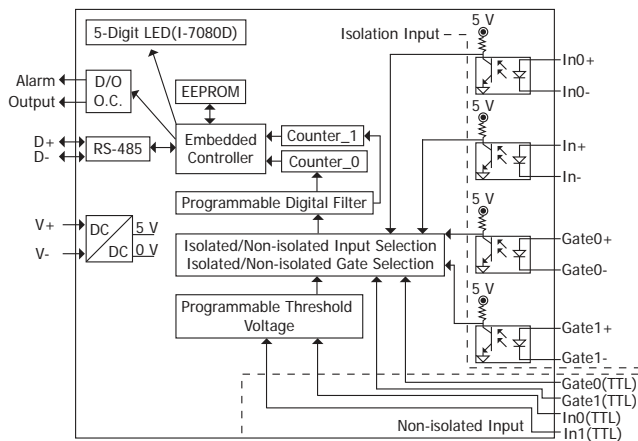 5-Digit LED(I-7080D)
Isolation Input
5 V
In0+
In0-
Alarm
Output
D/O
O.C.
EEPROM
5 V
In+
In-
D+
D-
RS-485
Embedded
Controller
Counter_1
Counter_0
Programmable Digital Filter
5 V
Gate0+
Gate0-
V+
V-
DC
DC
5 V
0 V
Isolated/Non-isolated Input Selection
Isolated/Non-isolated Gate Selection
5 V
Gate1+
Gate1-
Programmable Threshold
Voltage
Gate0(TTL)
Gate1(TTL)
In0(TTL)
In1(TTL)
Non-isolated Input